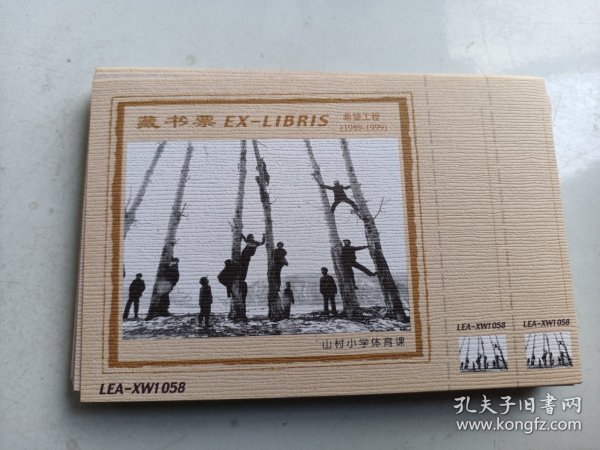 藏书票 EX-LIBRIS
希望工程
(1989-1999)
山村小学体育课
LEA-XW1058
LEA-XW1058
LEA-XW1058
孔夫子旧书网
www.kongfz.com